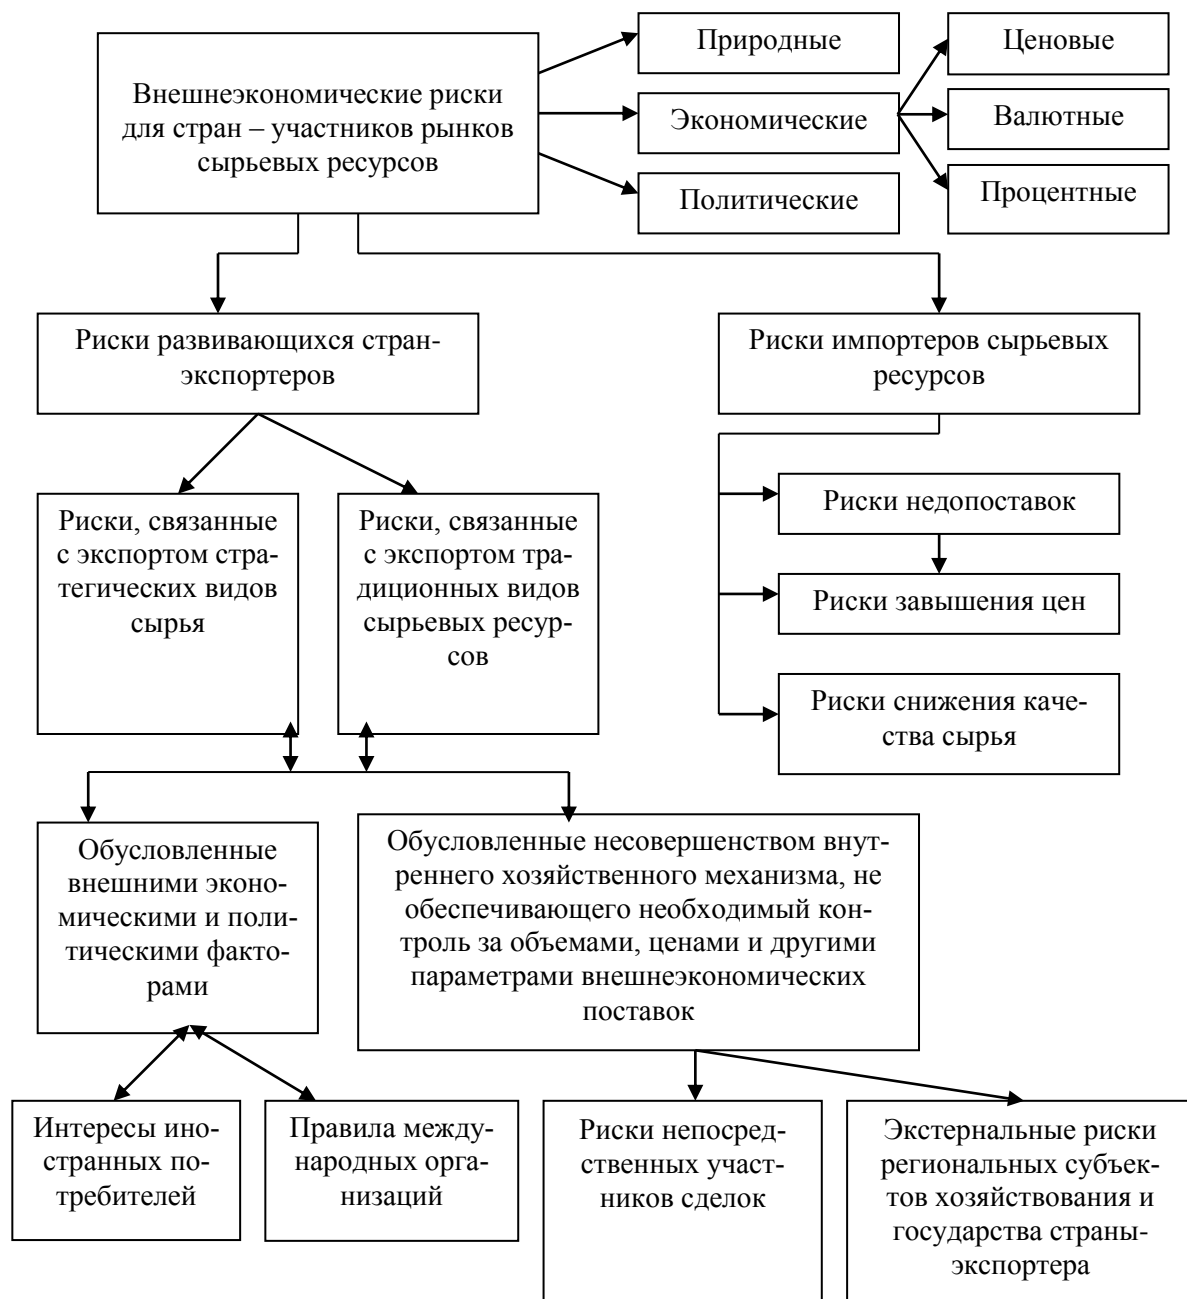 Внешнеэкономические риски
для стран – участников рынков
сырьевых ресурсов
Природные
Экономические
Политические
Ценовые
Валютные
Процентные
Риски развивающихся стран-
экспортеров
Риски импортеров сырьевых
ресурсов
Риски, связанные
с экспортом стра-
тегических видов
сырья
Риски, связанные
с экспортом тра-
диционных видов
сырьевых ресур-
сов
Риски недопоставок
Риски завышения цен
Риски снижения каче-
ства сырья
Обусловленные
внешними эконо-
мическими и поли-
тическими факто-
рами
Обусловленные несовершенством внут-
реннего хозяйственного механизма, не
обеспечивающего необходимый кон-
троль за объемами, ценами и другими
параметрами внешнеэкономических
поставок
Интересы ино-
странных по-
требителей
Правила между-
народных орга-
низаций
Риски непосред-
ственных участ-
ников сделок
Экстернальные риски
региональных субъек-
тов хозяйствования и
государства страны-
экспортера